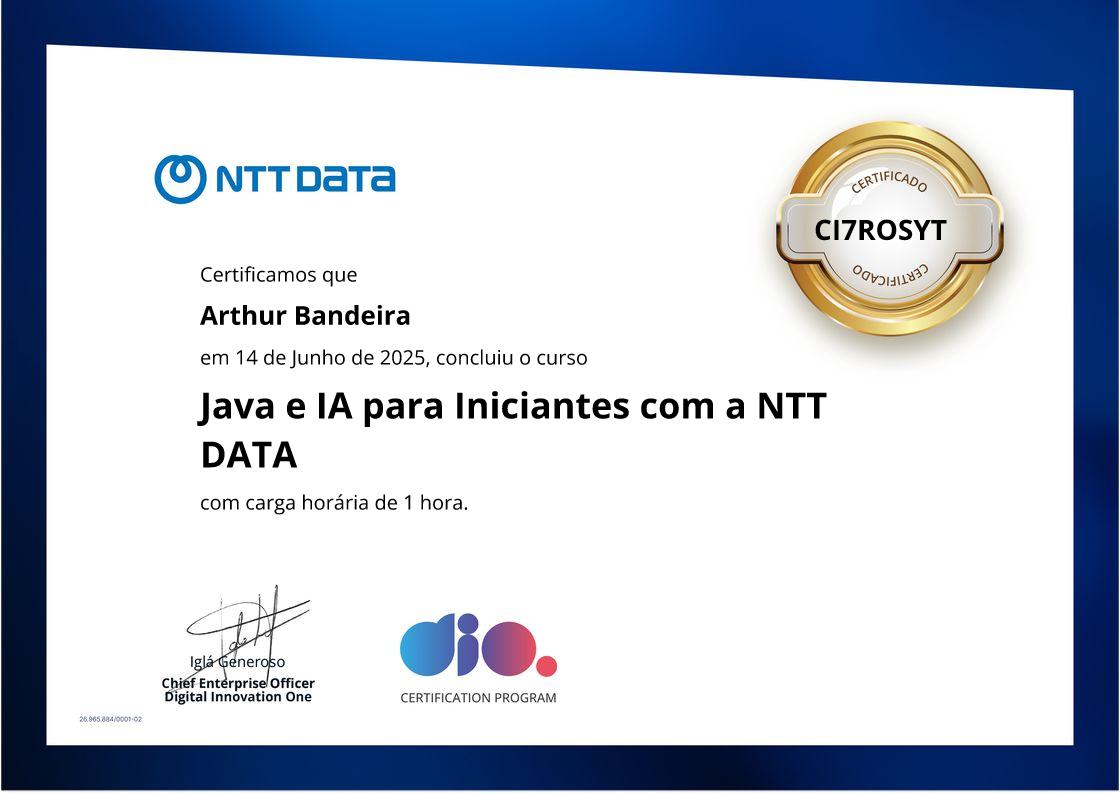 NTT DATA
CERTIFICADO
CI7ROSYT
CERTIFICADO
Certificamos que
Arthur Bandeira
em 14 de Junho de 2025, concluiu o curso
Java e IA para Iniciantes com a NTT
DATA
com carga horária de 1 hora.
Iglá Generoso
Chief Enterprise Officer
Digital Innovation One
dio.
CERTIFICATION PROGRAM
26.965.884/0001-02